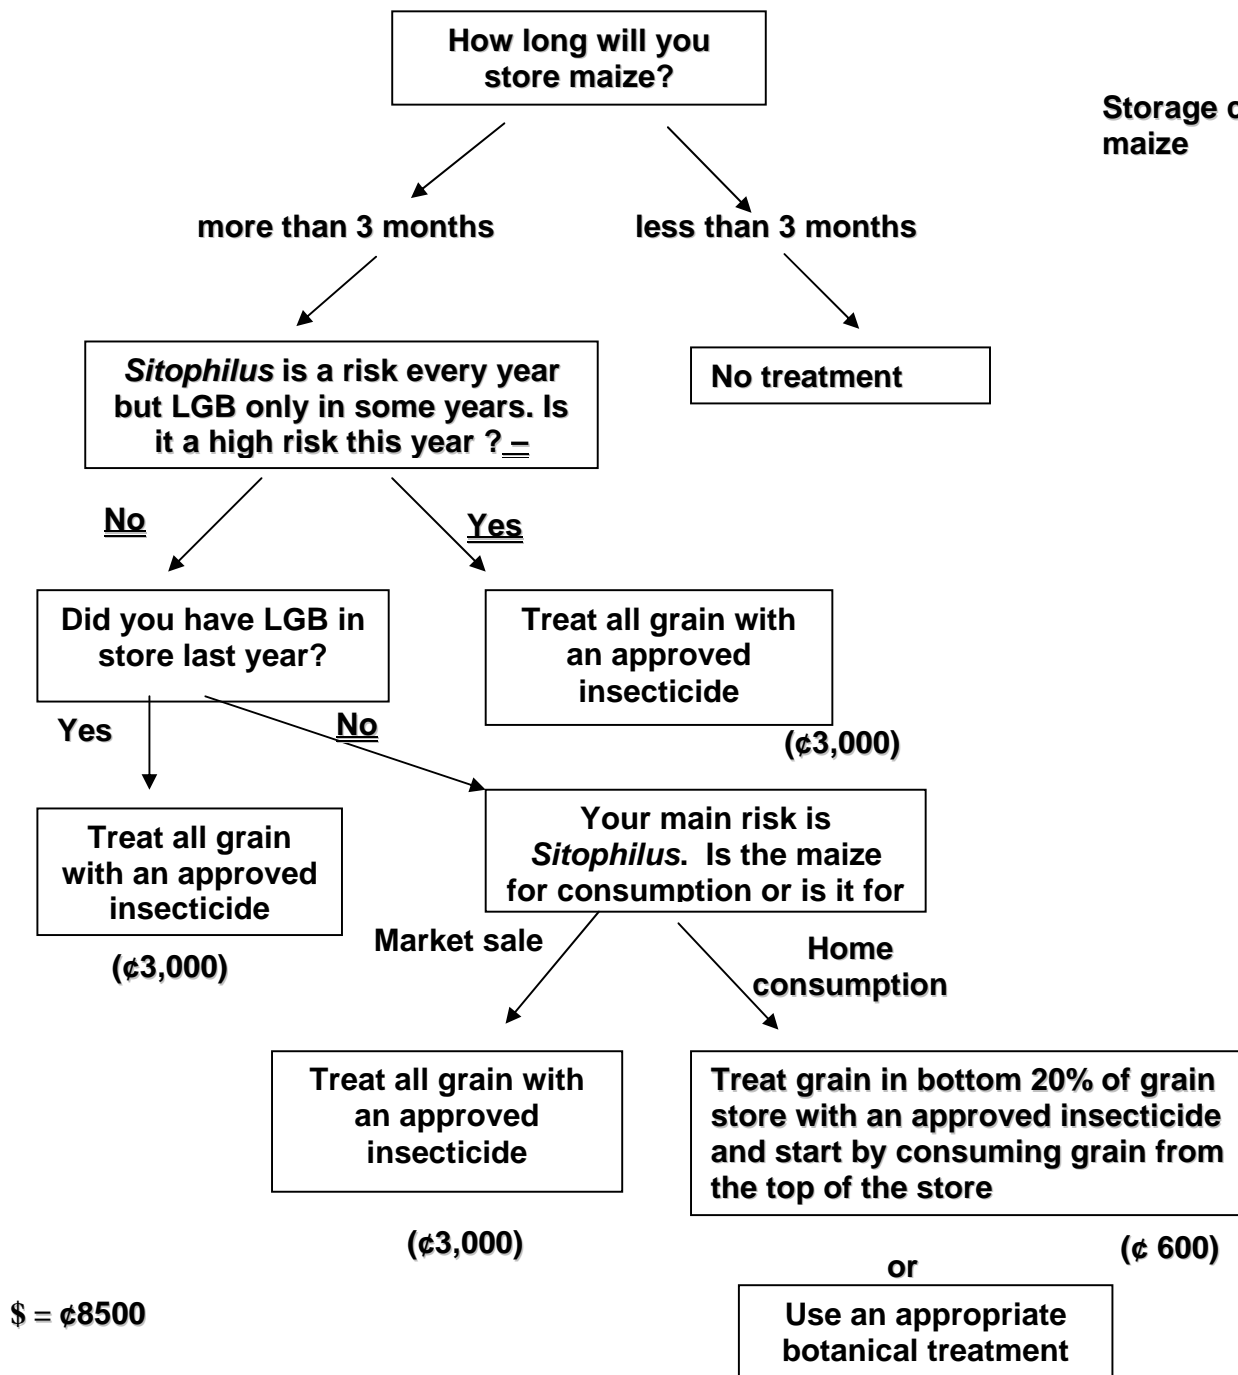 How long will you
store maize?
Storage
maize
more than 3 months
less than 3 months
Sitophilus is a risk every year
but LGB only in some years. Is
it a high risk this year ? –
No treatment
No
Yes
Did you have LGB in
store last year?
Treat all grain with
an approved
insecticide
(¢3,000)
Yes
No
Treat all grain
with an approved
insecticide
(¢3,000)
Your main risk is
Sitophilus. Is the maize
for consumption or is it for
Market sale
Home
consumption
Treat all grain with
an approved
insecticide
(¢3,000)
Treat grain in bottom 20% of grain
store with an approved insecticide
and start by consuming grain from
the top of the store
(¢ 600)
or
Use an appropriate
botanical treatment
$ = ¢8500